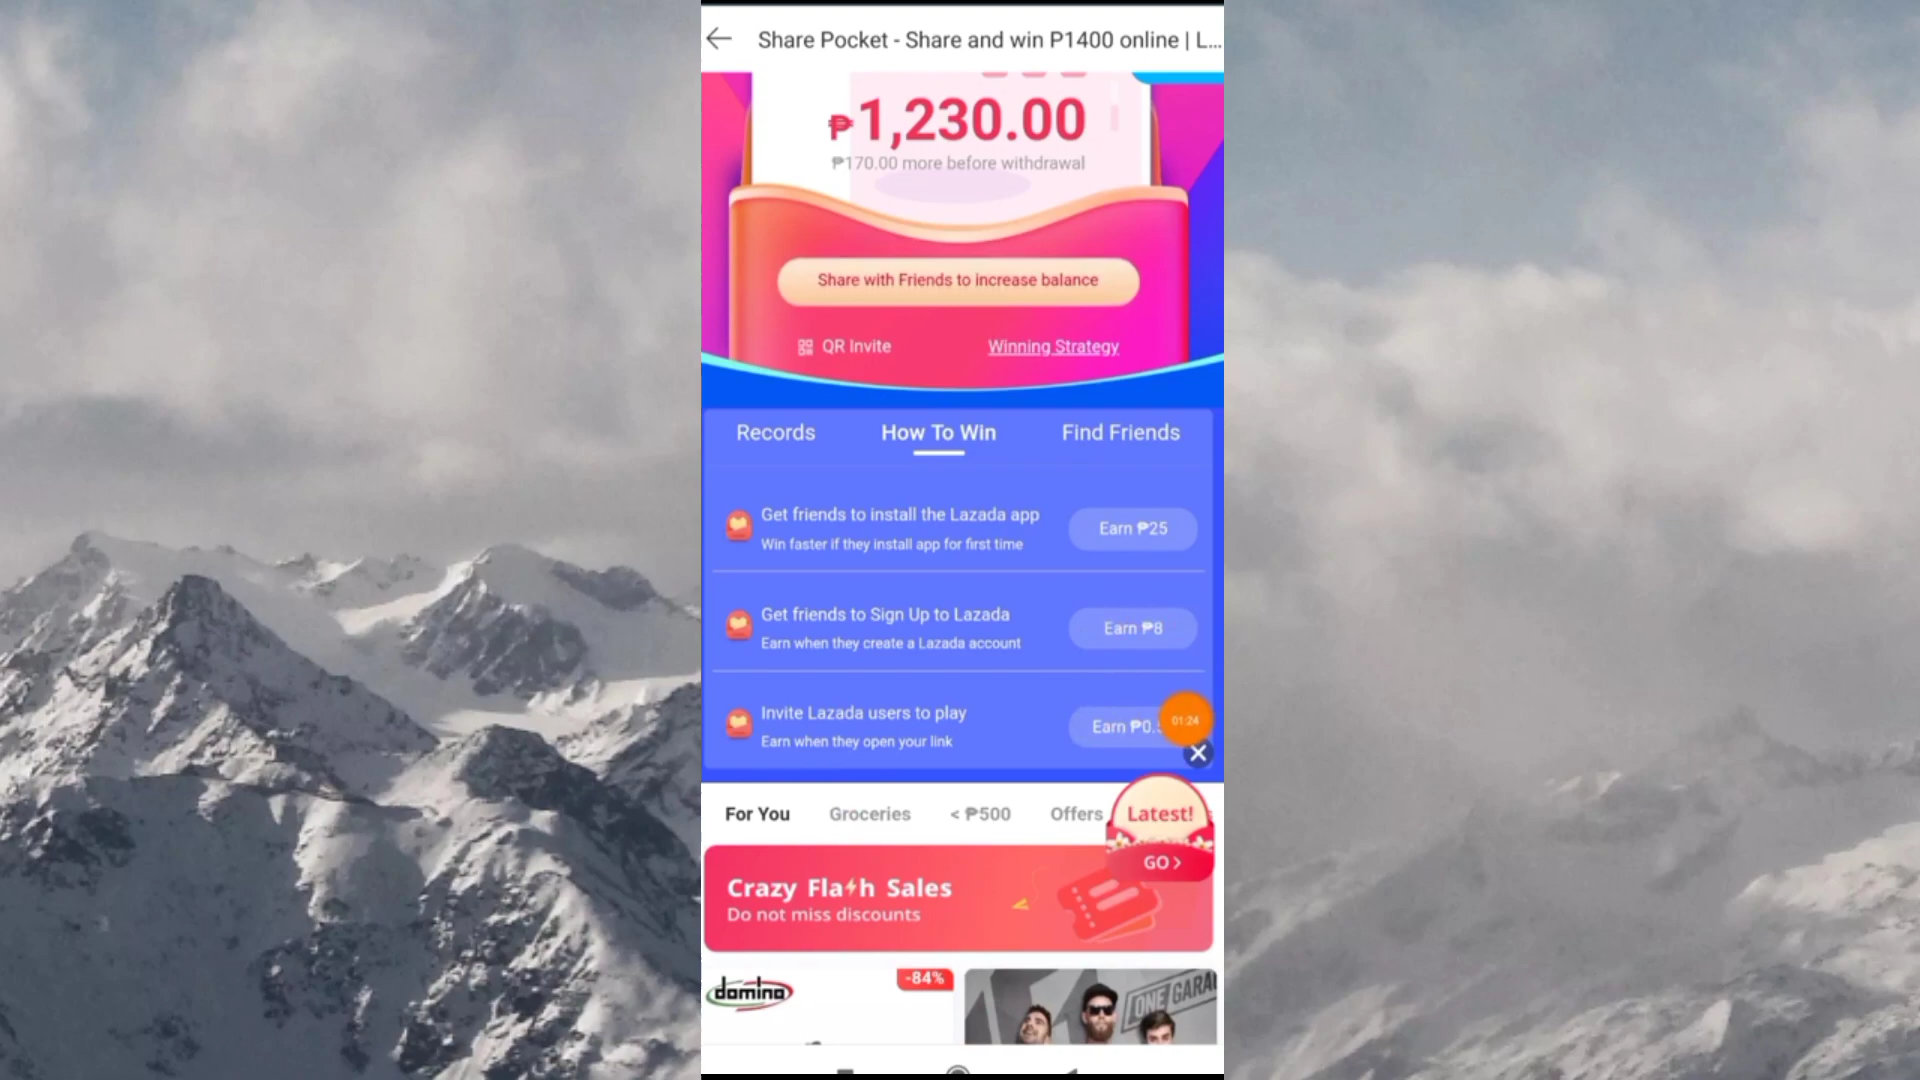 Share Pocket - Share and win P1400 online | L...
₱1,230.00
₱170.00 more before withdrawal
Share with Friends to increase balance
QR Invite
Winning Strategy
Records
How To Win
Find Friends
Get friends to install the Lazada app
Win faster if they install app for first time
Earn ₱25
Get friends to Sign Up to Lazada
Earn when they create a Lazada account
Earn ₱8
Invite Lazada users to play
Earn when they open your link
Earn ₱0.
01:24
For You
Groceries
< ₱500
Offers
Latest!
GO >
Crazy Flash Sales
Do not miss discounts
domino
-84%
ONE GARA